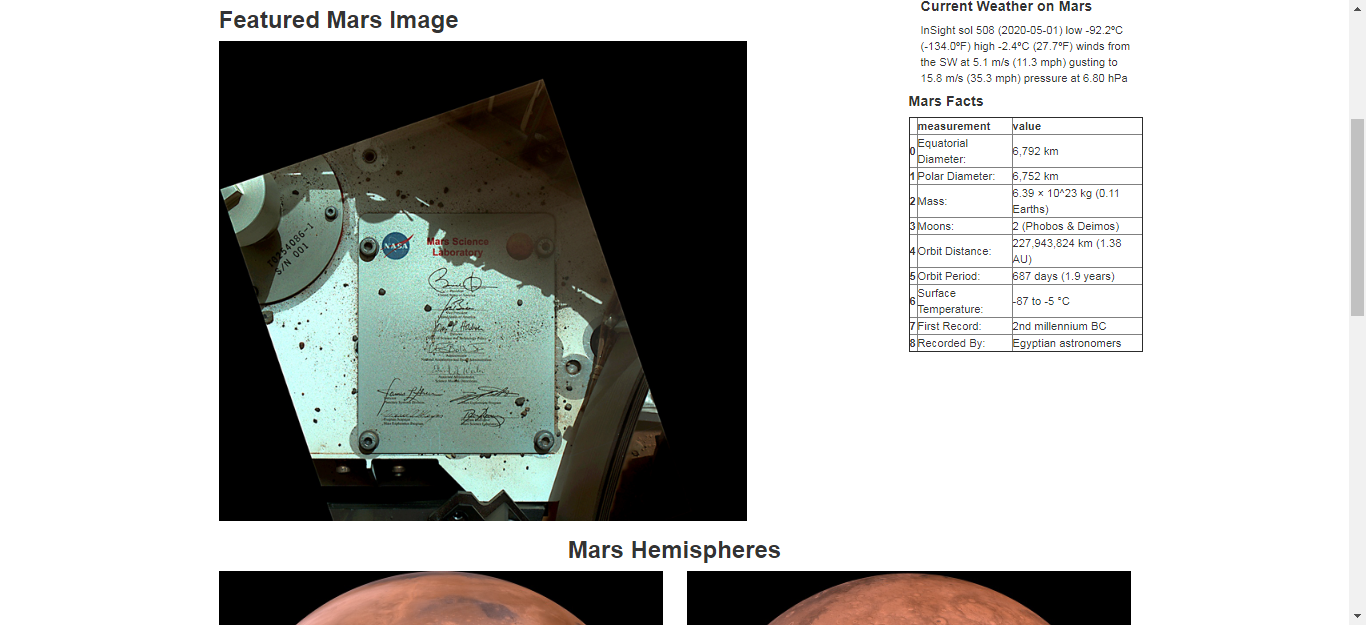 Featured Mars Image
10254086-1
S/N 001
NASA
Mars Science
Laboratory
Current Weather on Mars
InSight sol 508 (2020-05-01) low -92.2ºC
(-134.0ºF) high -2.4ºC (27.7ºF) winds from
the SW at 5.1 m/s (11.3 mph) gusting to
15.8 m/s (35.3 mph) pressure at 6.80 hPa
Mars Facts
measurement value
0 Equatorial Diameter: 6,792 km
1 Polar Diameter: 6,752 km
2 Mass: 6.39 × 10^23 kg (0.11 Earths)
3 Moons: 2 (Phobos & Deimos)
4 Orbit Distance: 227,943,824 km (1.38 AU)
5 Orbit Period: 687 days (1.9 years)
6 Surface Temperature: -87 to -5 °C
7 First Record: 2nd millennium BC
8 Recorded By: Egyptian astronomers
Mars Hemispheres